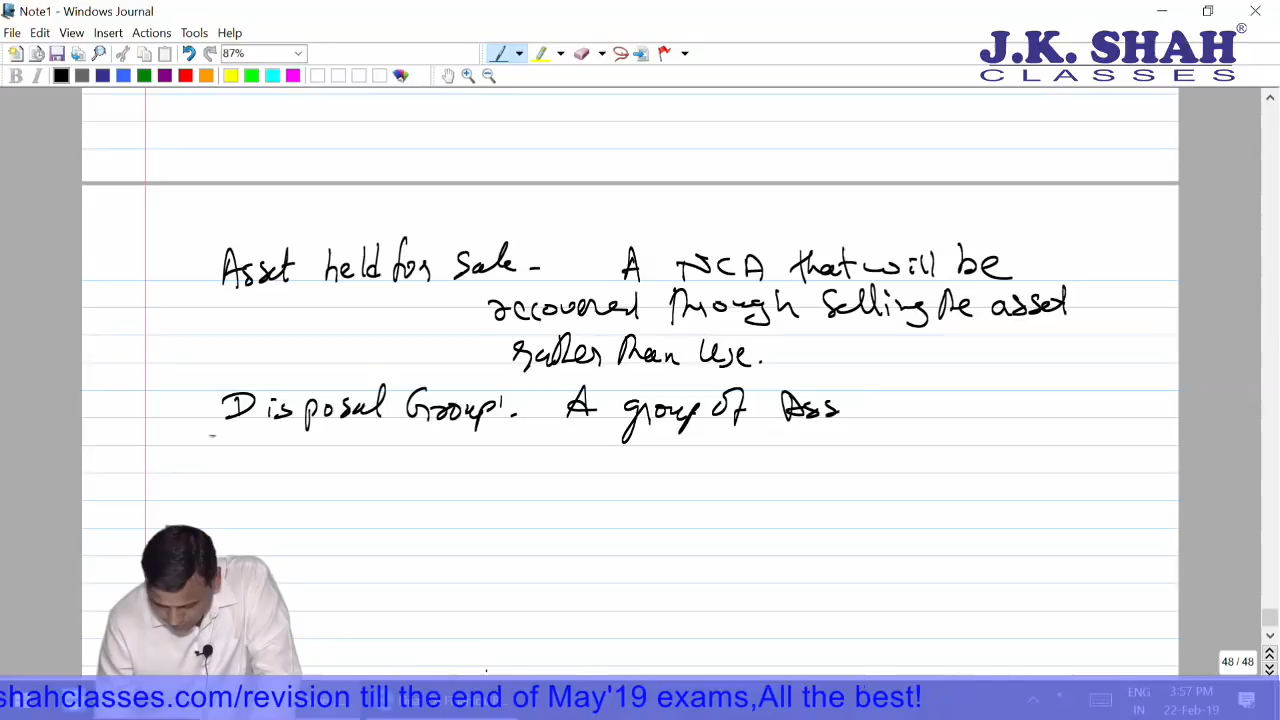 Note1 - Windows Journal
File Edit View Insert Actions Tools Help
87%
J.K. SHAH®
CLASSES
Asset held for Sale - A NCA that will be
recovered through Selling the asset
rather than Use.
Disposal Group: A group of Ass
48 / 48
shahclasses.com/revision till the end of May'19 exams,All the best!
ENG
IN
3:57 PM
22-Feb-19